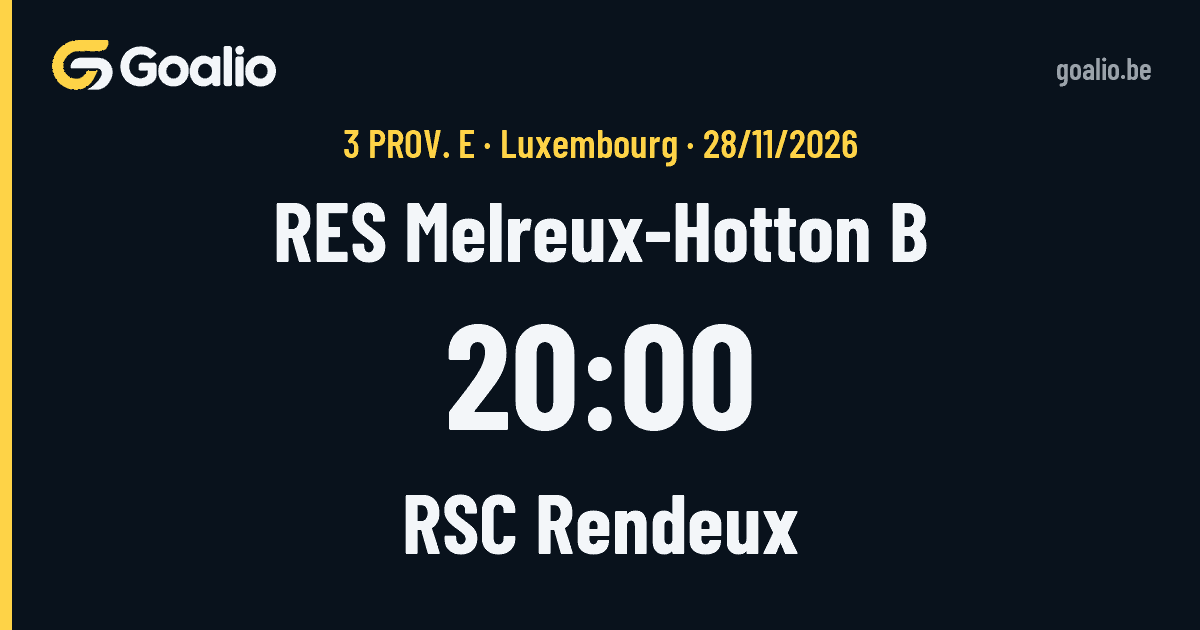 Goalio
goalio.be
3 PROV. E · Luxembourg · 28/11/2026
RES Melreux-Hotton B
20:00
RSC Rendeux